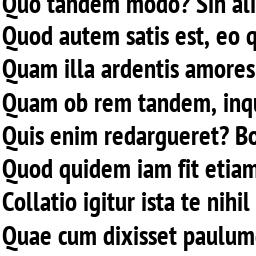 Quo tandem modo? Sin ali
Quod autem satis est, eo q
Quam illa ardentis amores
Quam ob rem tandem, inqu
Quis enim redargueret? Bo
Quod quidem iam fit etiam
Collatio igitur ista te nihil
Quae cum dixisset paulum